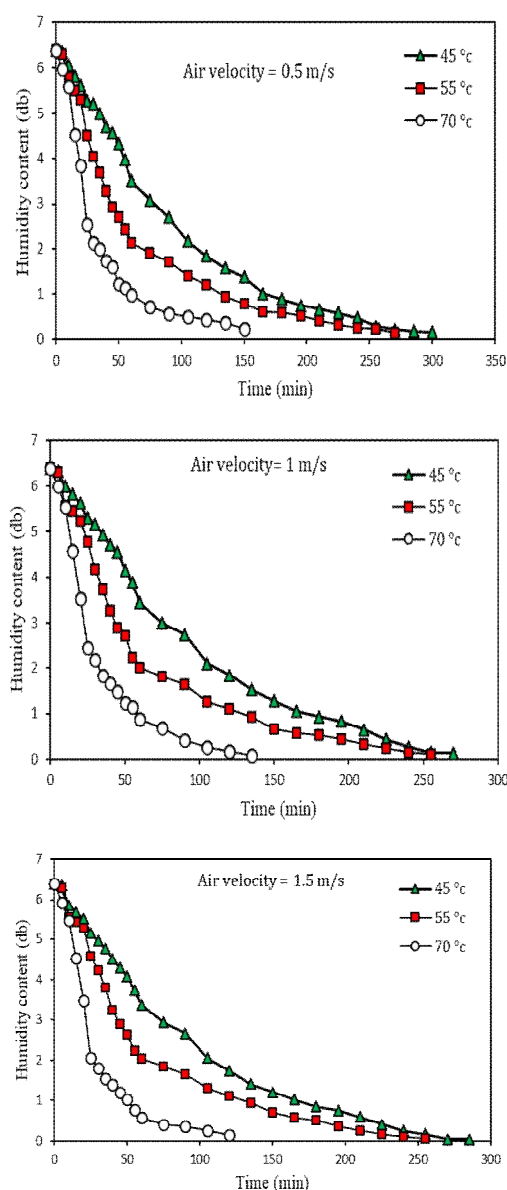 7
6
5
4
3
2
1
0
Humidity content (db)
Air velocity = 0.5 m/s
45 °c
55 °c
70 °c
0 50 100 150 200 250 300 350
Time (min)
7
6
5
4
3
2
1
0
Humidity content (db)
Air velocity= 1 m/s
45 °c
55 °c
70 °c
0 50 100 150 200 250 300
Time (min)
7
6
5
4
3
2
1
0
Humidity content (db)
Air velocity = 1.5 m/s
45 °c
55 °c
70 °c
0 50 100 150 200 250 300
Time (min)